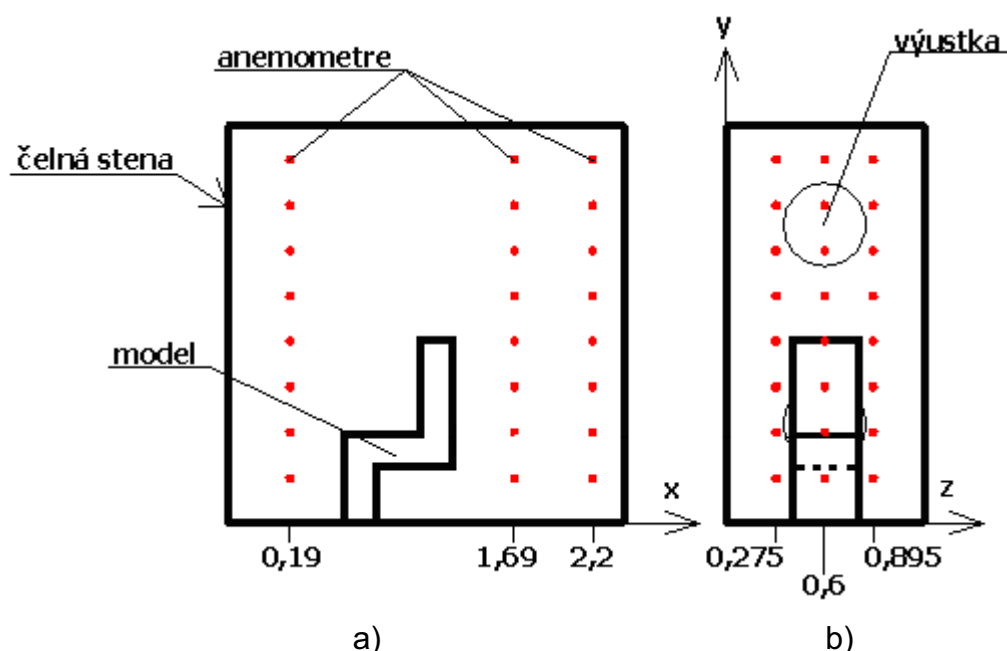 anemometre
čelná stena
model
x
0,19
1,69
2,2
a)
y
výustka
z
0,275
0,6
0,895
b)